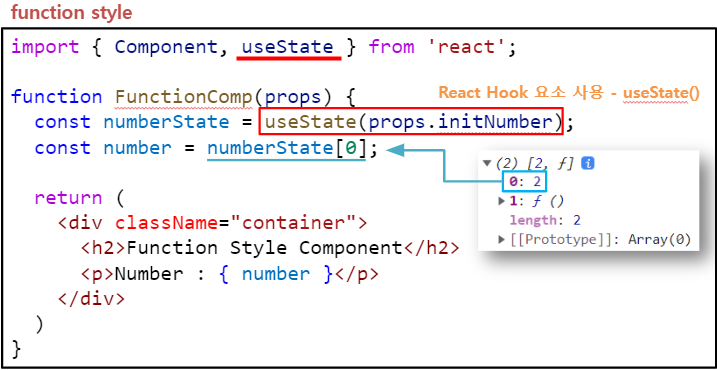 function style
import { Component, useState } from 'react';
function FunctionComp(props) {
React Hook 요소 사용 - useState()
const numberState = useState(props.initNumber);
const number = numberState[0];
(2) [2, ƒ] i
0: 2
1: ƒ ()
length: 2
[[Prototype]]: Array(0)
return (
<div className="container">
<h2>Function Style Component</h2>
<p>Number : { number }</p>
</div>
)
}